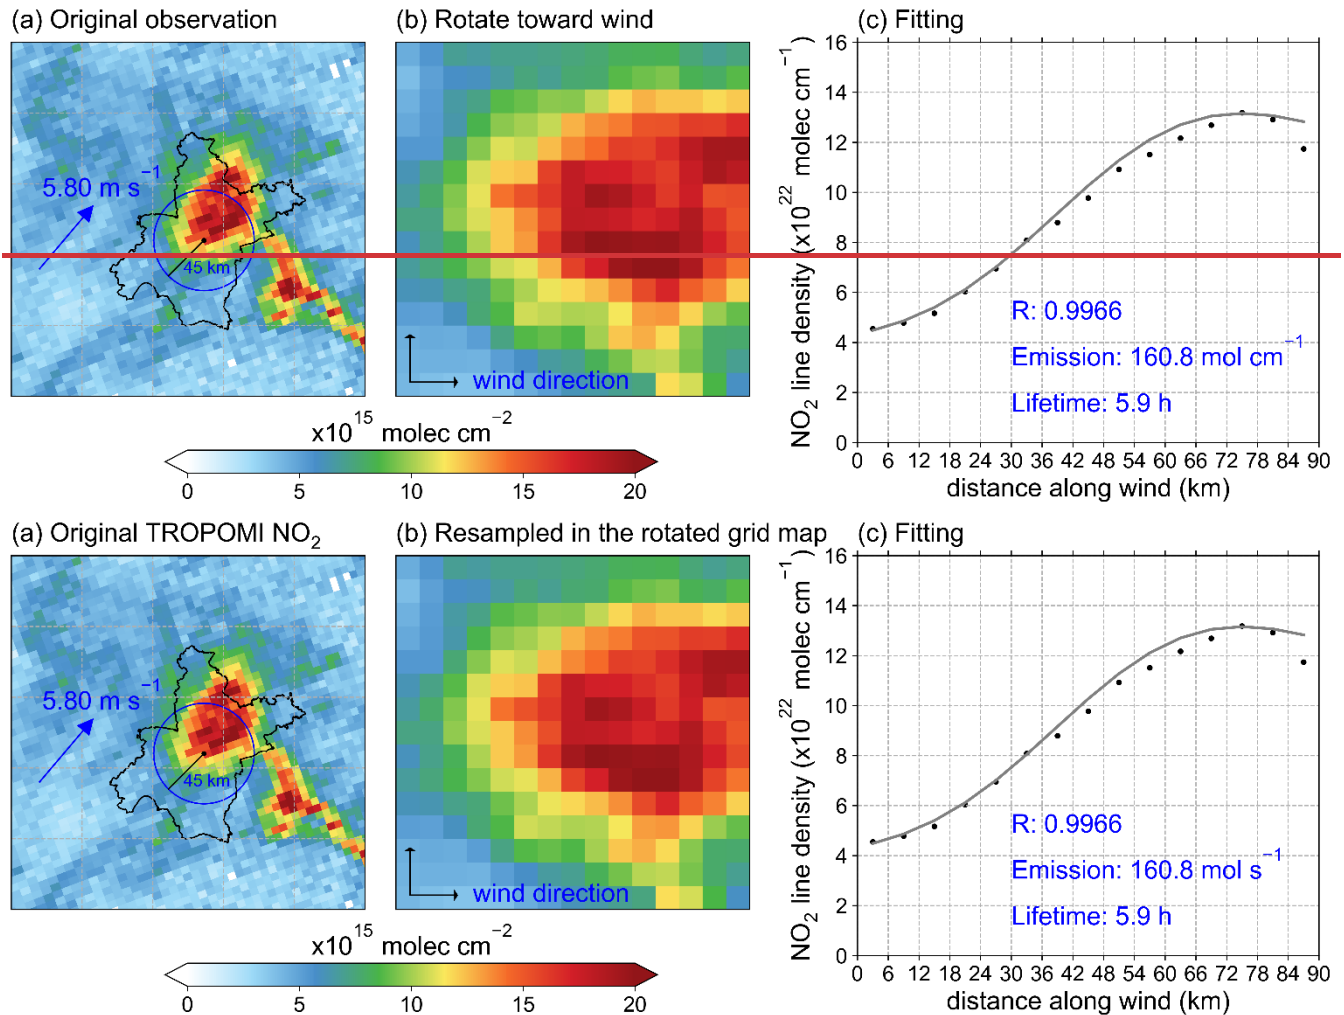 (a) Original observation
(b) Rotate toward wind
(c) Fitting
5.80 m s⁻¹
45 km
wind direction
x10¹⁵ molec cm⁻²
0 5 10 15 20
NO₂ line density (x10²² molec cm⁻¹)
16
14
12
10
8
6
4
2
0
R: 0.9966
Emission: 160.8 mol cm⁻¹
Lifetime: 5.9 h
0 6 12 18 24 30 36 42 48 54 60 66 72 78 84 90
distance along wind (km)
(a) Original TROPOMI NO₂
(b) Resampled in the rotated grid map
(c) Fitting
5.80 m s⁻¹
45 km
wind direction
x10¹⁵ molec cm⁻²
0 5 10 15 20
NO₂ line density (x10²² molec cm⁻¹)
16
14
12
10
8
6
4
2
0
R: 0.9966
Emission: 160.8 mol s⁻¹
Lifetime: 5.9 h
0 6 12 18 24 30 36 42 48 54 60 66 72 78 84 90
distance along wind (km)